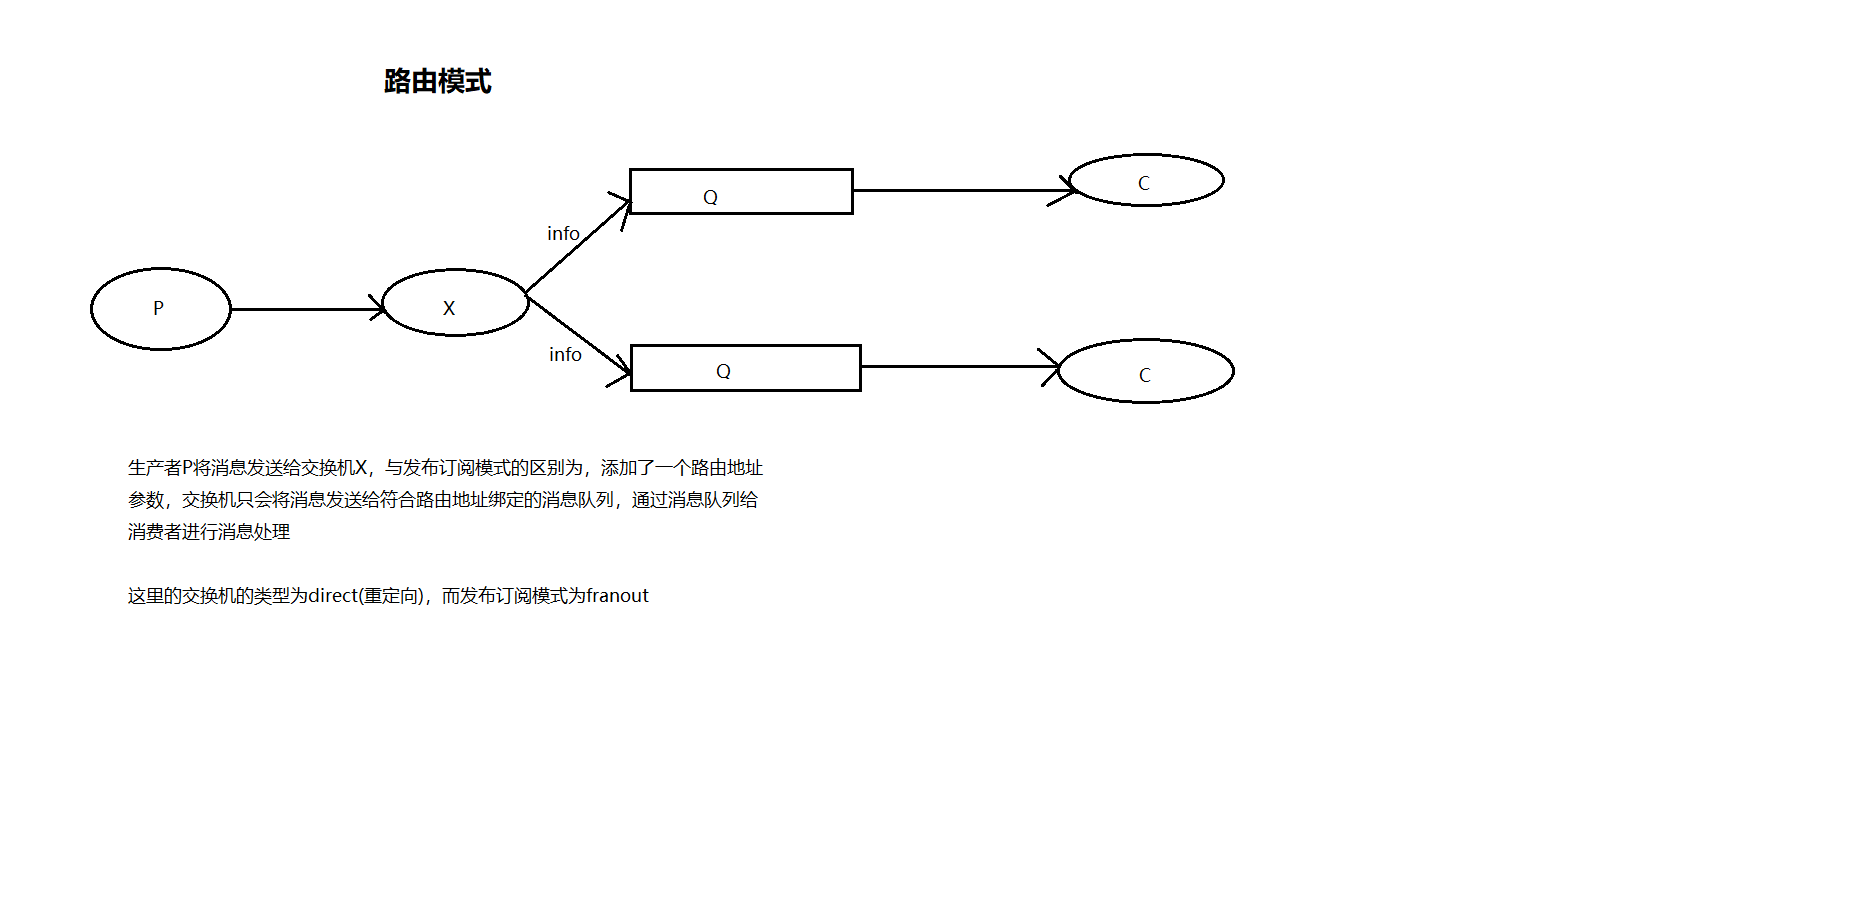 路由模式
Q
C
info
P
X
info
Q
C
生产者P将消息发送给交换机X，与发布订阅模式的区别为，添加了一个路由地址
参数，交换机只会将消息发送给符合路由地址绑定的消息队列，通过消息队列给
消费者进行消息处理
这里的交换机的类型为direct(重定向)，而发布订阅模式为franout